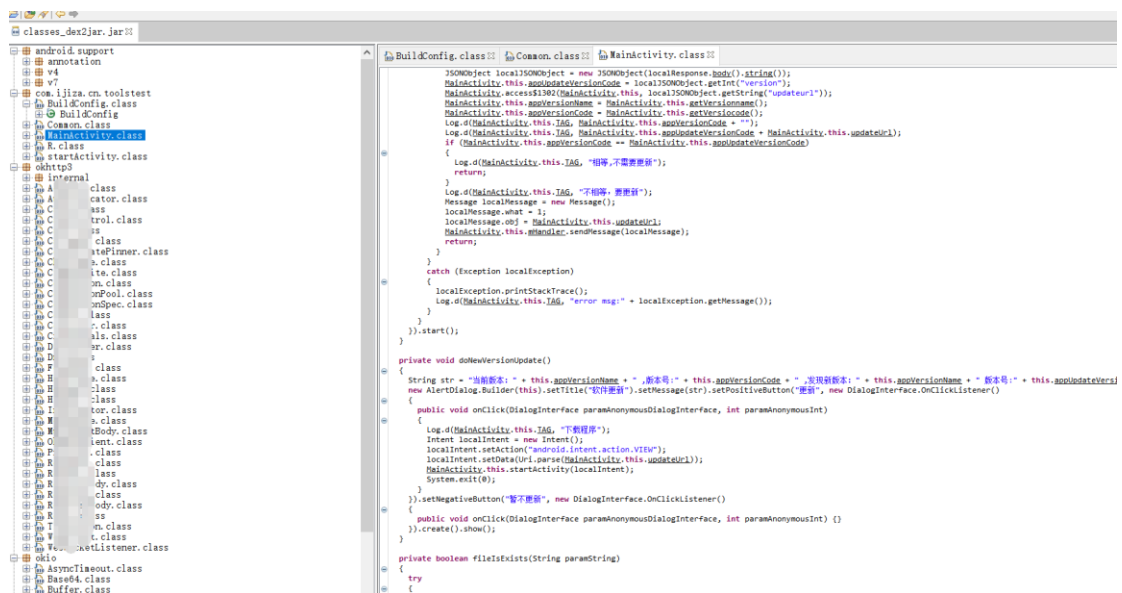 classes_dex2jar.jar
android.support
annotation
v4
v7
com.ijiza.cn.toolstest
BuildConfig.class
BuildConfig
Common.class
MainActivity.class
R.class
startActivity.class
okhttp3
internal
A class
A cator.class
C ass
C trol.class
C class
C atePinner.class
C e.class
C ite.class
C on.class
C onPool.class
C onSpec.class
C lass
C r.class
C als.class
D er.class
D s
F class
H e.class
H class
H class
I tor.class
M e.class
M tBody.class
O ient.class
P .class
R class
R lass
R dy.class
R class
R ody.class
R ss
T n.class
W t.class
We ketListener.class
okio
AsyncTimeout.class
Base64.class
Buffer.class
BuildConfig.class Common.class MainActivity.class
JSONObject localJSONObject = new JSONObject(localResponse.body().string());
MainActivity.this.appUpdateVersionCode = localJSONObject.getInt("version");
MainActivity.access$1302(MainActivity.this, localJSONObject.getString("updateurl"));
MainActivity.this.appVersionName = MainActivity.this.getVersionname();
MainActivity.this.appVersionCode = MainActivity.this.getVersiocode();
Log.d(MainActivity.this.TAG, MainActivity.this.appVersionCode + "");
Log.d(MainActivity.this.TAG, MainActivity.this.appUpdateVersionCode + MainActivity.this.updateUrl);
if (MainActivity.this.appVersionCode == MainActivity.this.appUpdateVersionCode)
{
Log.d(MainActivity.this.TAG, "相等,不需要更新");
return;
}
Log.d(MainActivity.this.TAG, "不相等，要更新");
Message localMessage = new Message();
localMessage.what = 1;
localMessage.obj = MainActivity.this.updateUrl;
MainActivity.this.mHandler.sendMessage(localMessage);
return;
}
}
catch (Exception localException)
{
localException.printStackTrace();
Log.d(MainActivity.this.TAG, "error msg:" + localException.getMessage());
}
}
}).start();
}
private void doNewVersionUpdate()
{
String str = "当前版本: " + this.appVersionName + " ,版本号:" + this.appVersionCode + " ,发现新版本: " + this.appVersionName + " 版本号:" + this.appUpdateVersi
new AlertDialog.Builder(this).setTitle("软件更新").setMessage(str).setPositiveButton("更新", new DialogInterface.OnClickListener()
{
public void onClick(DialogInterface paramAnonymousDialogInterface, int paramAnonymousInt)
{
Log.d(MainActivity.this.TAG, "下载程序");
Intent localIntent = new Intent();
localIntent.setAction("android.intent.action.VIEW");
localIntent.setData(Uri.parse(MainActivity.this.updateUrl));
MainActivity.this.startActivity(localIntent);
System.exit(0);
}
}).setNegativeButton("暂不更新", new DialogInterface.OnClickListener()
{
public void onClick(DialogInterface paramAnonymousDialogInterface, int paramAnonymousInt) {}
}).create().show();
}
private boolean fileIsExists(String paramString)
{
try
{